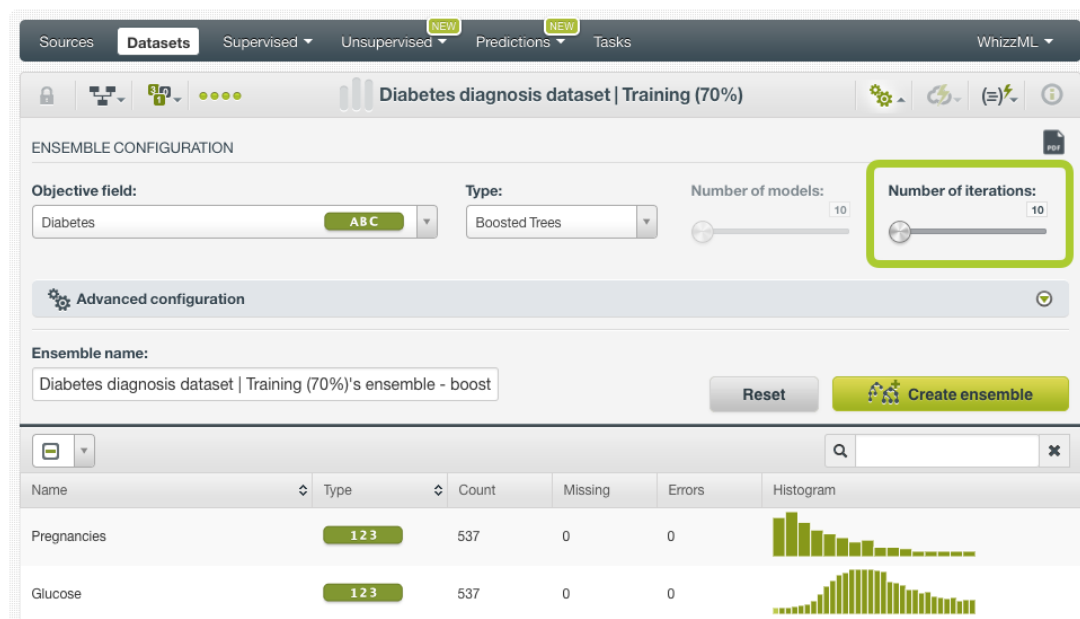 NEW NEW
Sources Datasets Supervised Unsupervised Predictions Tasks WhizzML
Diabetes diagnosis dataset | Training (70%)
ENSEMBLE CONFIGURATION
PDF
Objective field: Type: Number of models: Number of iterations:
10 10
Diabetes ABC Boosted Trees
Advanced configuration
Ensemble name:
Diabetes diagnosis dataset | Training (70%)'s ensemble - boost
Reset Create ensemble
Name Type Count Missing Errors Histogram
Pregnancies 123 537 0 0
Glucose 123 537 0 0